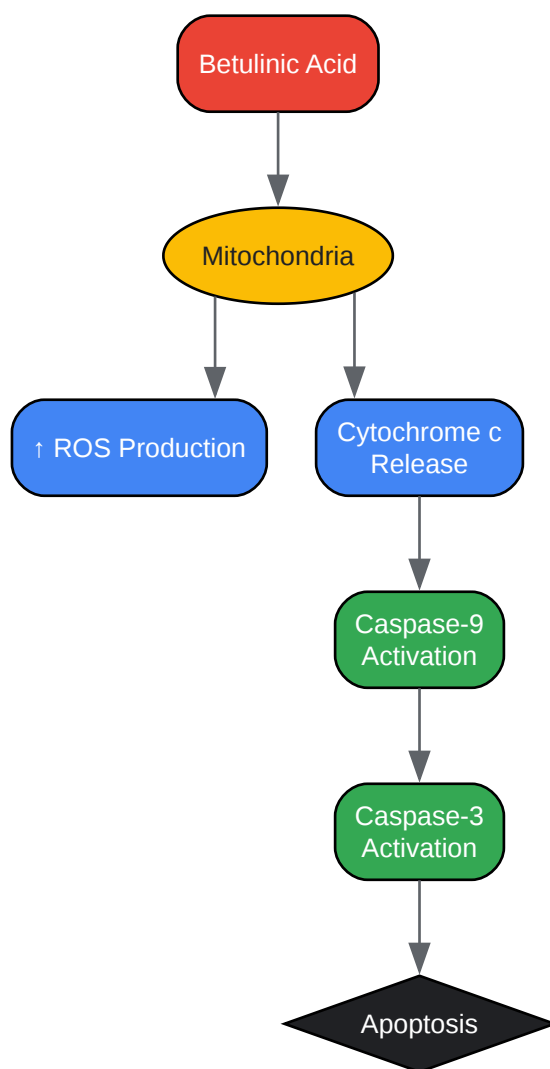 Betulinic Acid
Mitochondria
↑ ROS Production
Cytochrome c
Release
Caspase-9
Activation
Caspase-3
Activation
Apoptosis